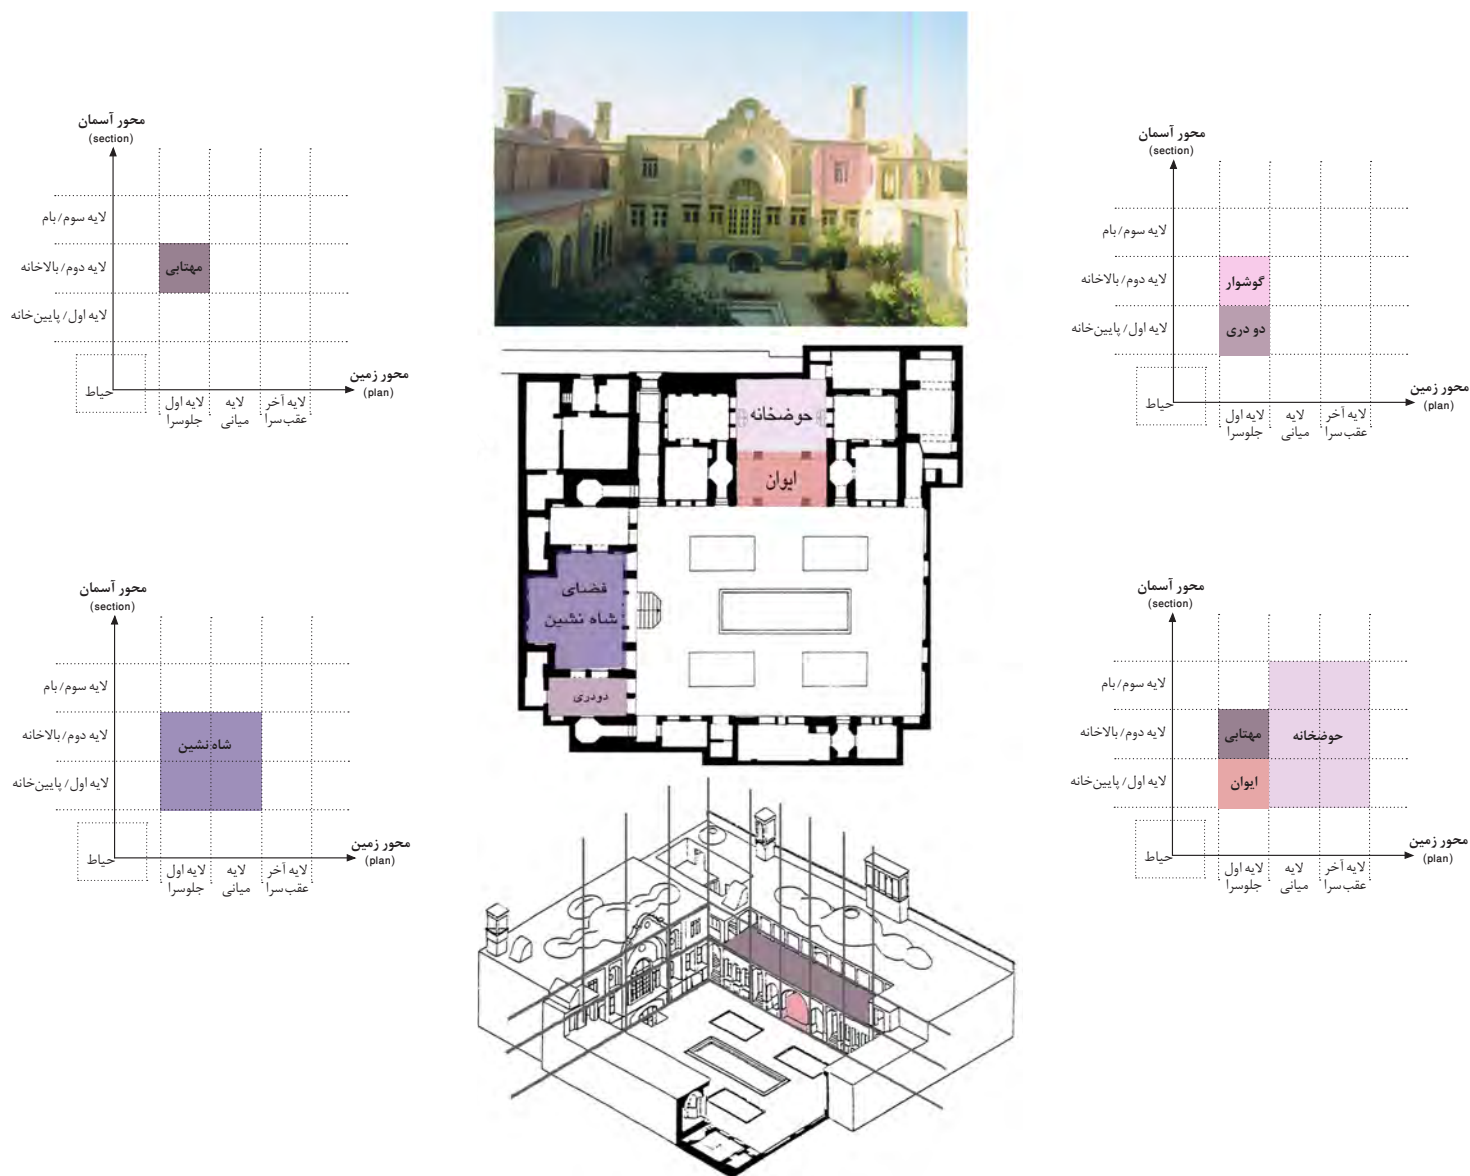 محور آسمان
(section)
لایه سوم/بام
لایه دوم/بالاخانه
مهتابی
لایه اول/پایین‌خانه
حیاط
محور زمین
(plan)
لایه اول
جلوسرا
لایه
میانی
لایه آخر
عقب‌سرا
محور آسمان
(section)
لایه سوم/بام
لایه دوم/بالاخانه
گوشوار
لایه اول/پایین‌خانه
دو دری
حیاط
محور زمین
(plan)
لایه اول
جلوسرا
لایه
میانی
لایه آخر
عقب‌سرا
حوضخانه
ایوان
فضای
شاه نشین
دودری
محور آسمان
(section)
لایه سوم/بام
لایه دوم/بالاخانه
شاه نشین
لایه اول/پایین‌خانه
حیاط
محور زمین
(plan)
لایه اول
جلوسرا
لایه
میانی
لایه آخر
عقب‌سرا
محور آسمان
(section)
لایه سوم/بام
لایه دوم/بالاخانه
مهتابی
حوضخانه
لایه اول/پایین‌خانه
ایوان
حیاط
محور زمین
(plan)
لایه اول
جلوسرا
لایه
میانی
لایه آخر
عقب‌سرا